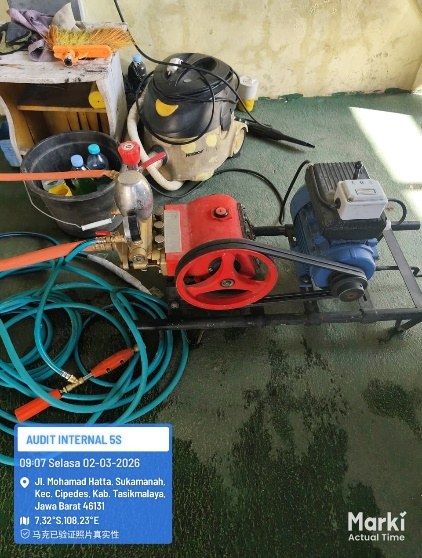 AUDIT INTERNAL 5S
09:07 Selasa 02-03-2026
Jl. Mohamad Hatta, Sukamanah,
Kec. Cipedes, Kab. Tasikmalaya,
Jawa Barat 46131
7,32°S,108,23°E
马克已验证照片真实性
Marki
Actual Time